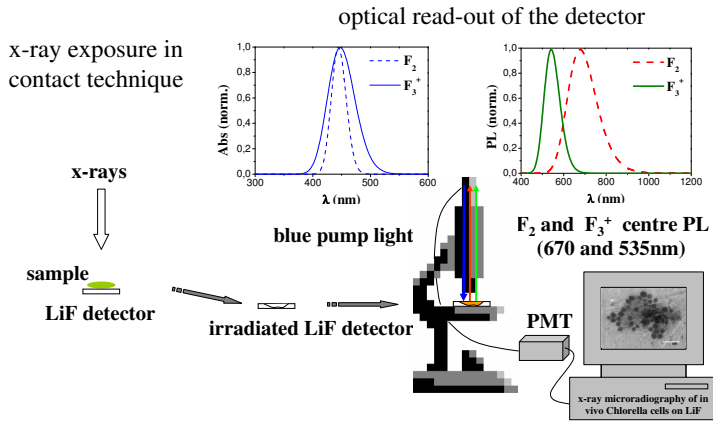 optical read-out of the detector
x-ray exposure in
contact technique
Abs (norm.)
1,0
0,8
0,6
0,4
0,2
0,0
F2
F3+
300 400 500 600
λ (nm)
PL (norm.)
1,0
0,8
0,6
0,4
0,2
0,0
F2
F3+
400 600 800 1000 1200
λ (nm)
x-rays
sample
LiF detector
irradiated LiF detector
blue pump light
F2 and F3+ centre PL
(670 and 535nm)
PMT
x-ray microradiography of in
vivo Chlorella cells on LiF